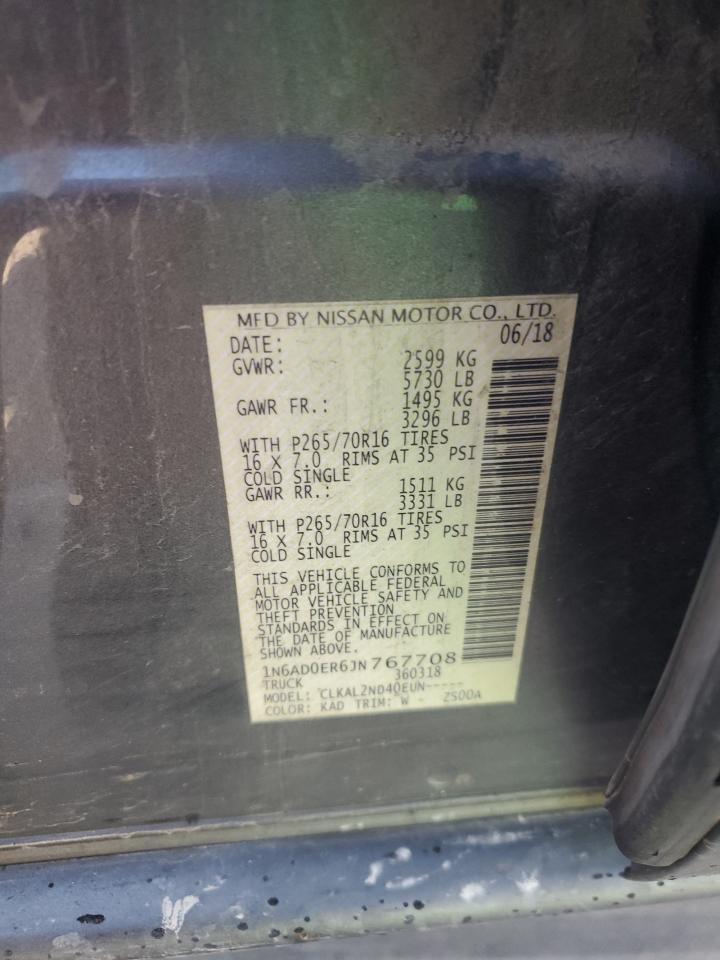 MFD BY NISSAN MOTOR CO., LTD.
DATE: 06/18
GVWR: 2599 KG
5730 LB
GAWR FR.: 1495 KG
3296 LB
WITH P265/70R16 TIRES
16 X 7.0 RIMS AT 35 PSI
COLD SINGLE
GAWR RR.: 1511 KG
3331 LB
WITH P265/70R16 TIRES
16 X 7.0 RIMS AT 35 PSI
COLD SINGLE
THIS VEHICLE CONFORMS TO
ALL APPLICABLE FEDERAL
MOTOR VEHICLE SAFETY AND
THEFT PREVENTION
STANDARDS IN EFFECT ON
THE DATE OF MANUFACTURE
SHOWN ABOVE.
1N6AD0ER6JN767708
TRUCK 360318
MODEL: CLKAL2ND40EUN-----
COLOR: KAD TRIM: W - ZS00A